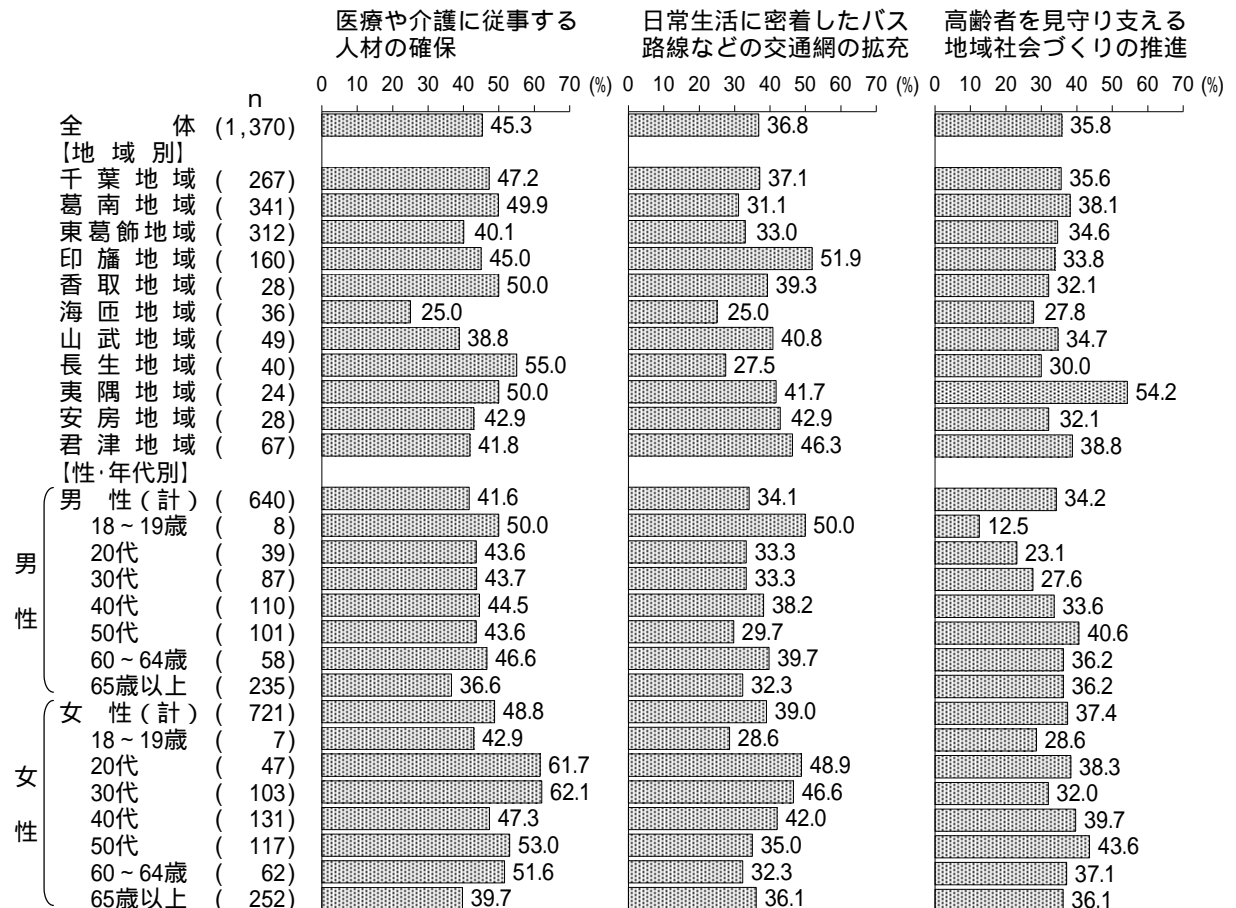 医療や介護に従事する
人材の確保
日常生活に密着したバス
路線などの交通網の拡充
高齢者を見守り支える
地域社会づくりの推進
0 10 20 30 40 50 60 70 (%) 0 10 20 30 40 50 60 70 (%) 0 10 20 30 40 50 60 70 (%)
n
全体 (1,370) 45.3 36.8 35.8
【地域別】
千葉地域 ( 267) 47.2 37.1 35.6
葛南地域 ( 341) 49.9 31.1 38.1
東葛飾地域 ( 312) 40.1 33.0 34.6
印旛地域 ( 160) 45.0 51.9 33.8
香取地域 ( 28) 50.0 39.3 32.1
海匝地域 ( 36) 25.0 25.0 27.8
山武地域 ( 49) 38.8 40.8 34.7
長生地域 ( 40) 55.0 27.5 30.0
夷隅地域 ( 24) 50.0 41.7 54.2
安房地域 ( 28) 42.9 42.9 32.1
君津地域 ( 67) 41.8 46.3 38.8
【性・年代別】
男性(計) ( 640) 41.6 34.1 34.2
18~19歳 ( 8) 50.0 50.0 12.5
20代 ( 39) 43.6 33.3 23.1
30代 ( 87) 43.7 33.3 27.6
40代 ( 110) 44.5 38.2 33.6
50代 ( 101) 43.6 29.7 40.6
60~64歳 ( 58) 46.6 39.7 36.2
65歳以上 ( 235) 36.6 32.3 36.2
男性
女性(計) ( 721) 48.8 39.0 37.4
18~19歳 ( 7) 42.9 28.6 28.6
20代 ( 47) 61.7 48.9 38.3
30代 ( 103) 62.1 46.6 32.0
40代 ( 131) 47.3 42.0 39.7
50代 ( 117) 53.0 35.0 43.6
60~64歳 ( 62) 51.6 32.3 37.1
65歳以上 ( 252) 39.7 36.1 36.1
女性